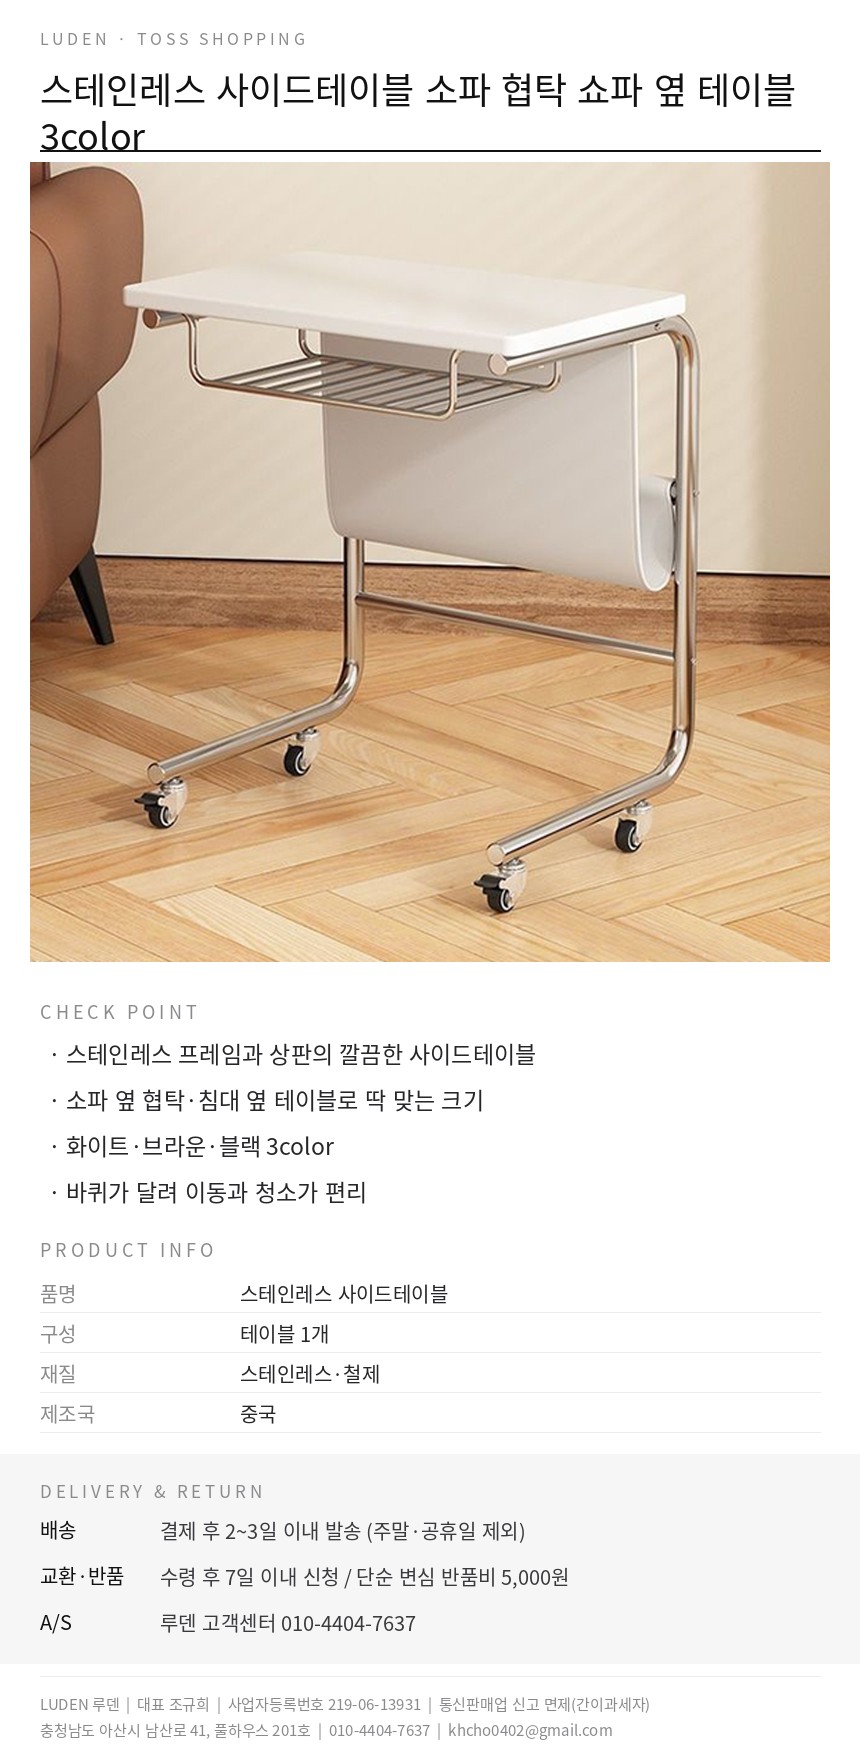 LUDEN · TOSS SHOPPING
스테인레스 사이드테이블 소파 협탁 쇼파 옆 테이블
3color
CHECK POINT
· 스테인레스 프레임과 상판의 깔끔한 사이드테이블
· 소파 옆 협탁·침대 옆 테이블로 딱 맞는 크기
· 화이트·브라운·블랙 3color
· 바퀴가 달려 이동과 청소가 편리
PRODUCT INFO
품명 스테인레스 사이드테이블
구성 테이블 1개
재질 스테인레스·철제
제조국 중국
DELIVERY & RETURN
배송 결제 후 2~3일 이내 발송 (주말·공휴일 제외)
교환·반품 수령 후 7일 이내 신청 / 단순 변심 반품비 5,000원
A/S 루덴 고객센터 010-4404-7637
LUDEN 루덴 | 대표 조규희 | 사업자등록번호 219-06-13931 | 통신판매업 신고 면제(간이과세자)
충청남도 아산시 남산로 41, 풀하우스 201호 | 010-4404-7637 | khcho0402@gmail.com